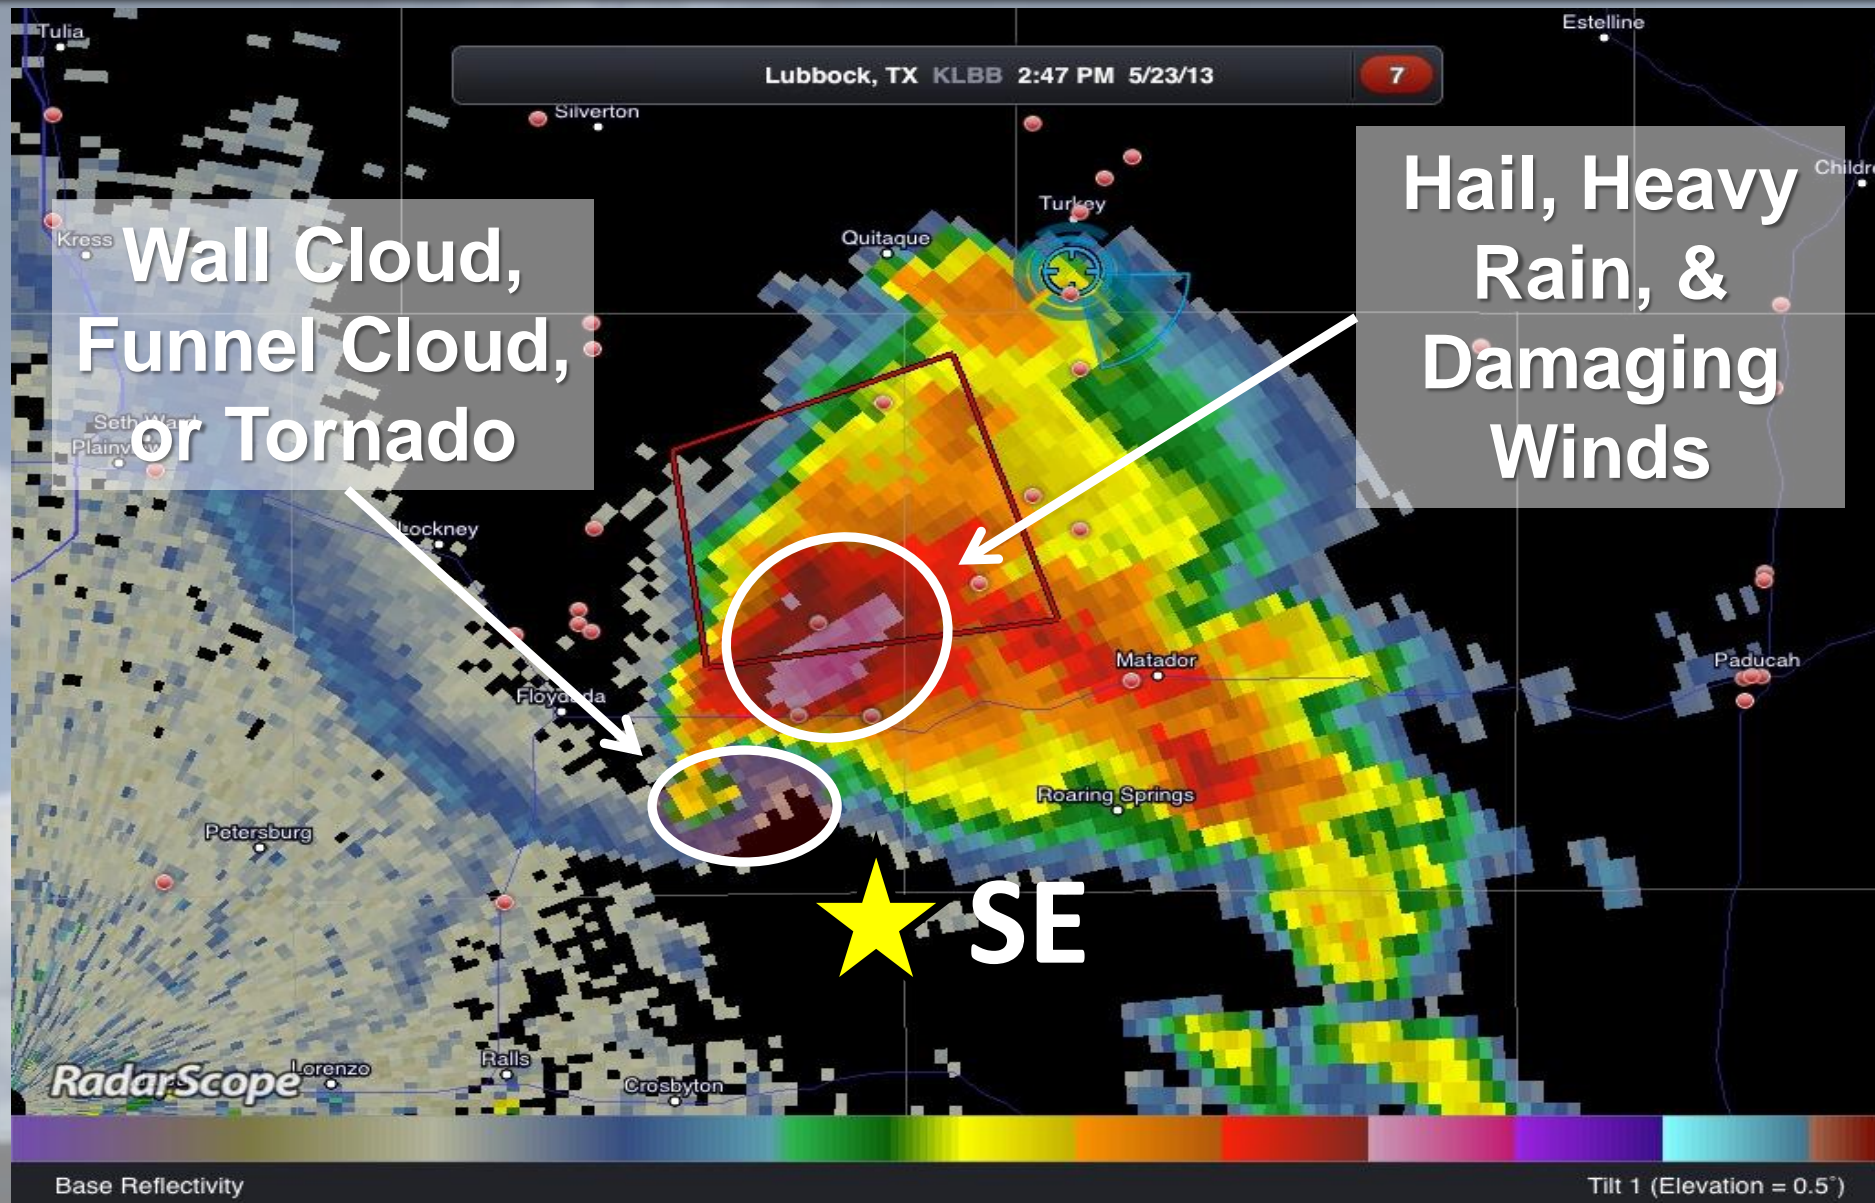 Tulia
Estelline
Lubbock, TX KLBB 2:47 PM 5/23/13
7
Silverton
Hail, Heavy
Rain, &
Damaging
Winds
Turkey
Kress
Quitaque
Wall Cloud,
Funnel Cloud,
or Tornado
Lockney
Matador
Paducah
Roaring Springs
Petersburg
SE
RadarScope
Lorenzo
Ralls
Crosbyton
Base Reflectivity
Tilt 1 (Elevation = 0.5°)